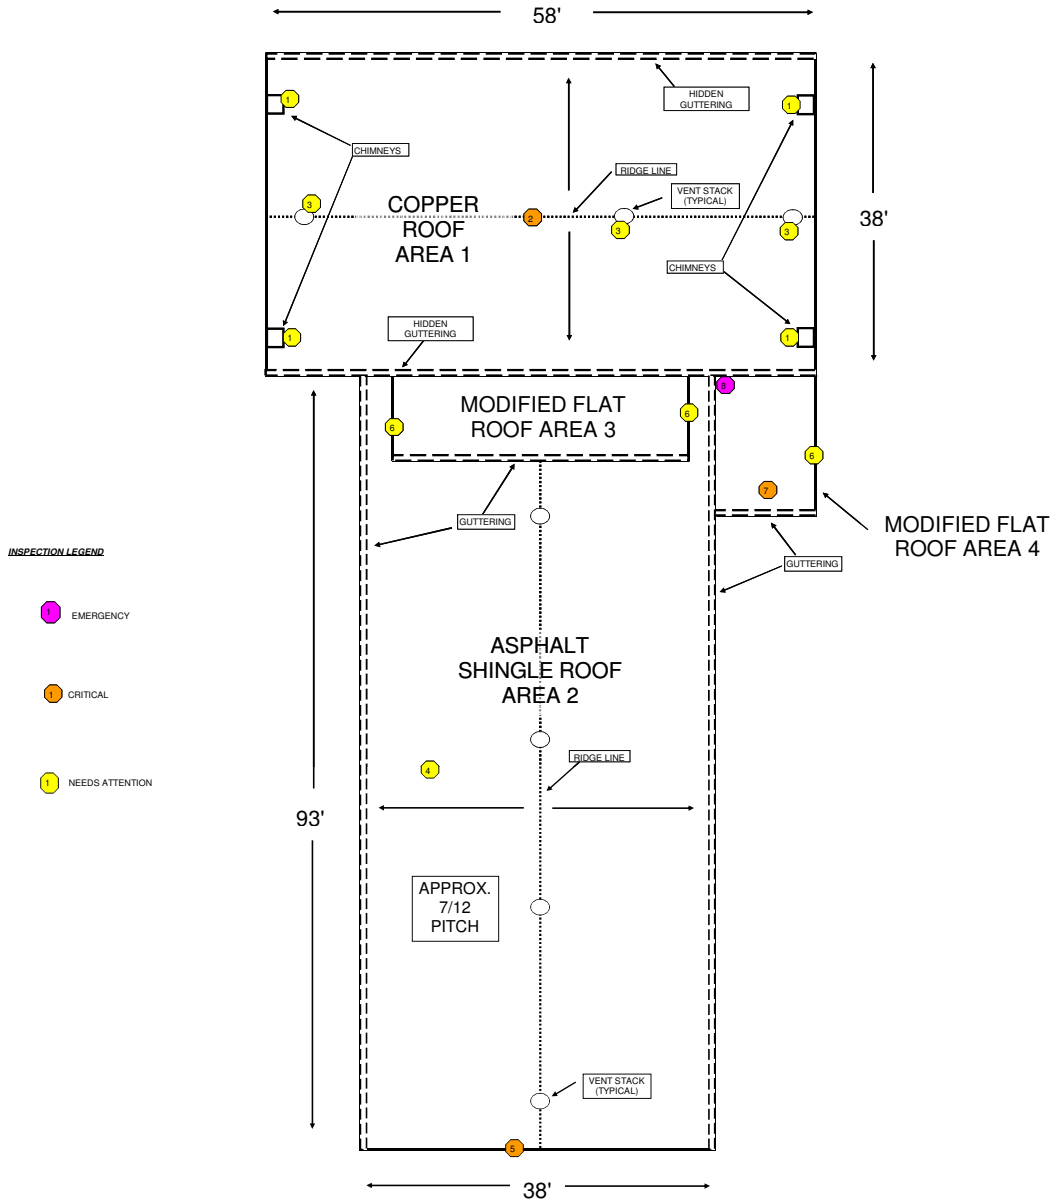 58'
HIDDEN
GUTTERING
1
1
CHIMNEYS
RIDGE LINE
VENT STACK
(TYPICAL)
3
COPPER
ROOF
AREA 1
2
3
3
38'
CHIMNEYS
HIDDEN
GUTTERING
1
1
8
MODIFIED FLAT
ROOF AREA 3
6
6
6
7
GUTTERING
MODIFIED FLAT
ROOF AREA 4
GUTTERING
INSPECTION LEGEND
1 EMERGENCY
1 CRITICAL
1 NEEDS ATTENTION
ASPHALT
SHINGLE ROOF
AREA 2
RIDGE LINE
4
93'
APPROX.
7/12
PITCH
VENT STACK
(TYPICAL)
5
38'